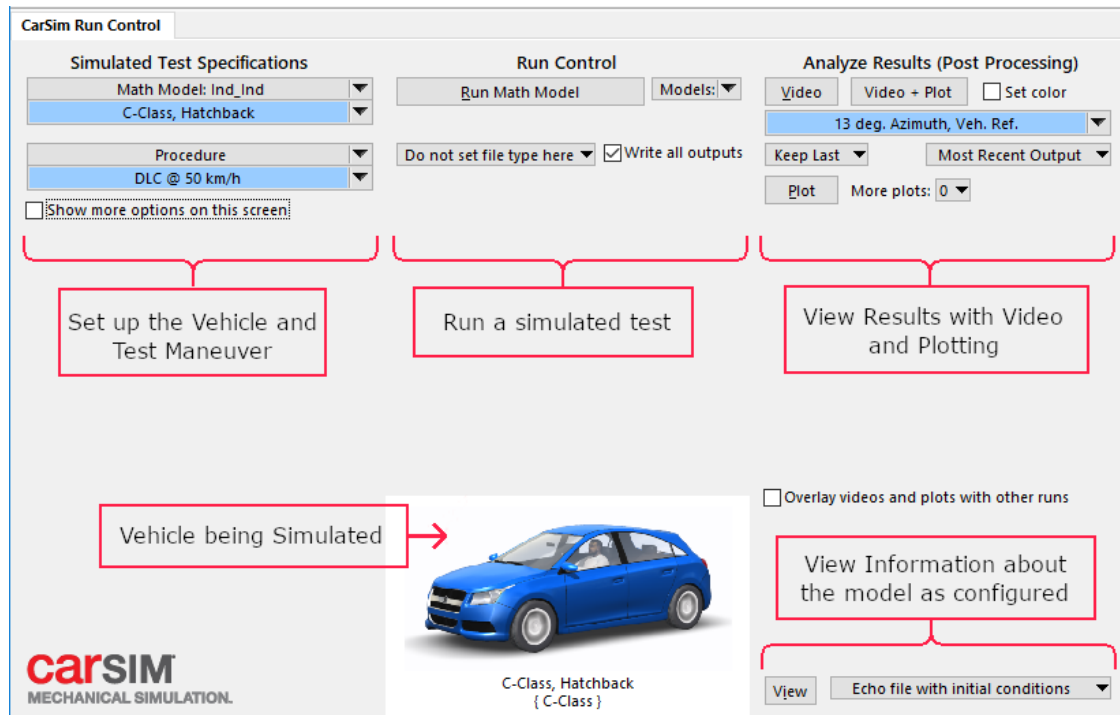 CarSim Run Control
Simulated Test Specifications
Math Model: Ind_Ind
C-Class, Hatchback
Procedure
DLC @ 50 km/h
Show more options on this screen
Set up the Vehicle and
Test Maneuver
Run Control
Run Math Model
Models:
Do not set file type here
Write all outputs
Run a simulated test
Analyze Results (Post Processing)
Video
Video + Plot
Set color
13 deg. Azimuth, Veh. Ref.
Keep Last
Most Recent Output
Plot
More plots:
0
View Results with Video
and Plotting
Vehicle being Simulated
C-Class, Hatchback
{ C-Class }
Overlay videos and plots with other runs
View Information about
the model as configured
View
Echo file with initial conditions
carSIM
MECHANICAL SIMULATION.